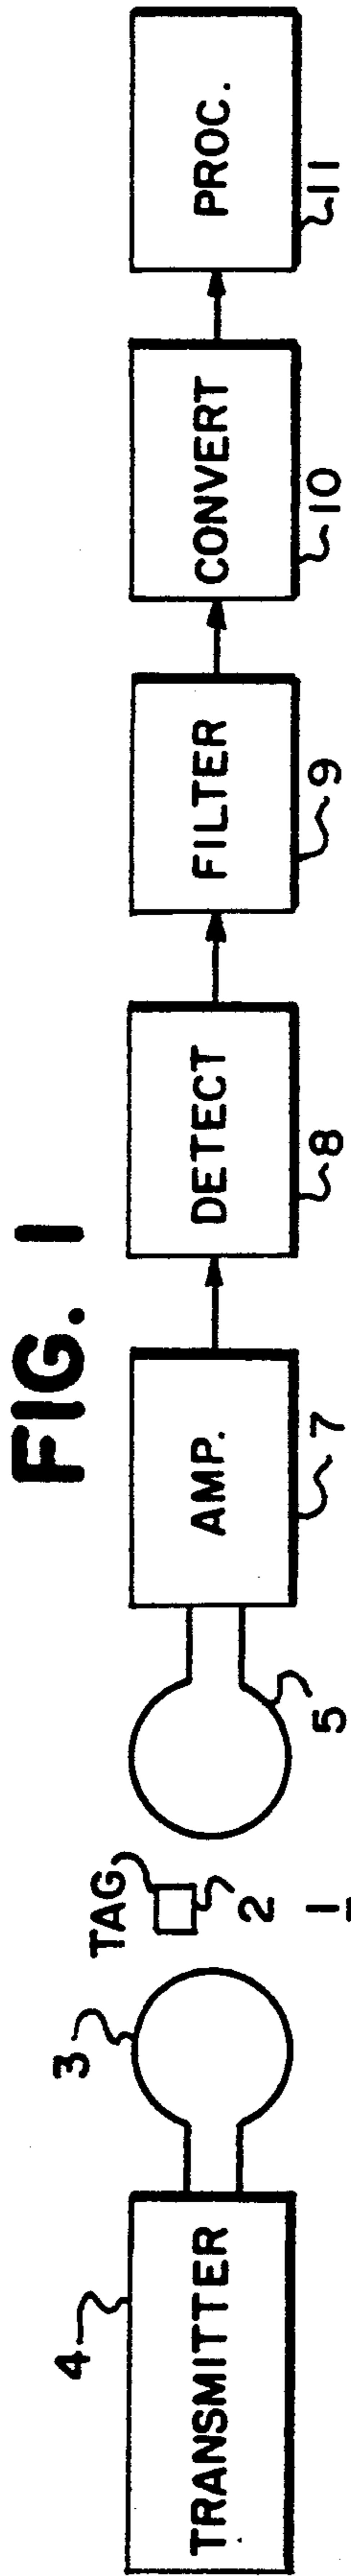 FIG. 1
TRANSMITTER
4
3
TAG
2
1
5
AMP.
7
DETECT
8
FILTER
9
CONVERT
10
PROC.
11